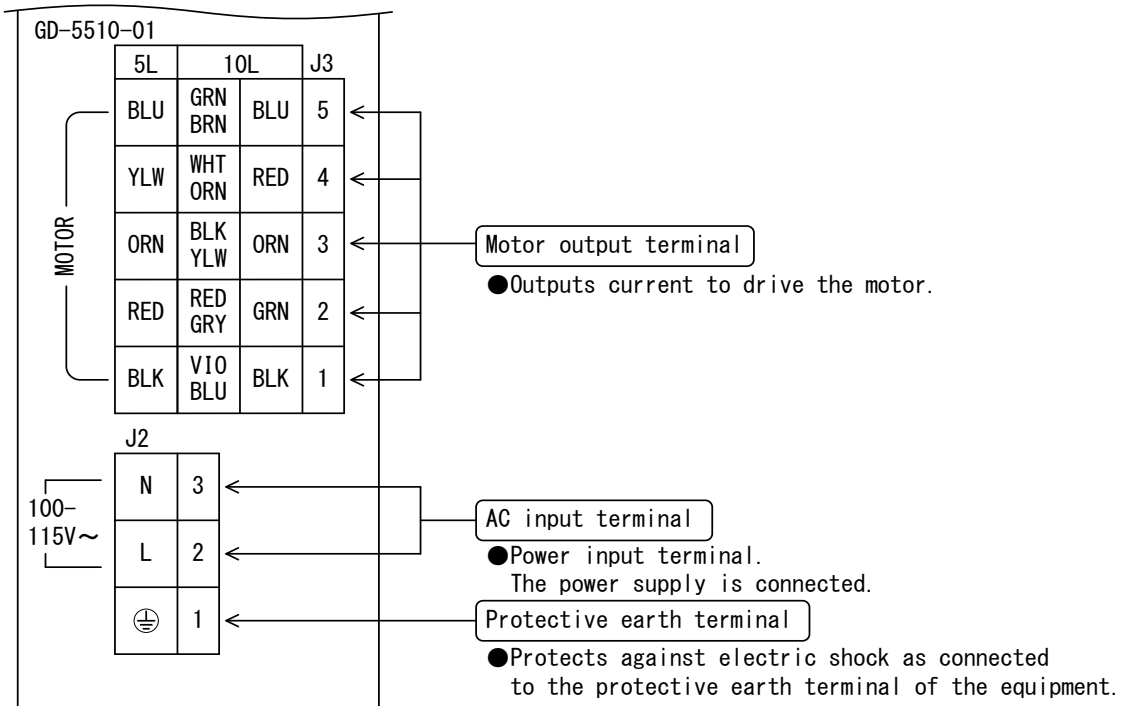 GD-5510-01
5L 10L J3
BLU GRN BRN BLU 5
YLW WHT ORN RED 4
MOTOR
ORN BLK YLW ORN 3
Motor output terminal
●Outputs current to drive the motor.
RED RED GRY GRN 2
BLK VIO BLU BLK 1
J2
100-
115V～
N 3
L 2
AC input terminal
●Power input terminal.
The power supply is connected.
1
Protective earth terminal
●Protects against electric shock as connected
to the protective earth terminal of the equipment.